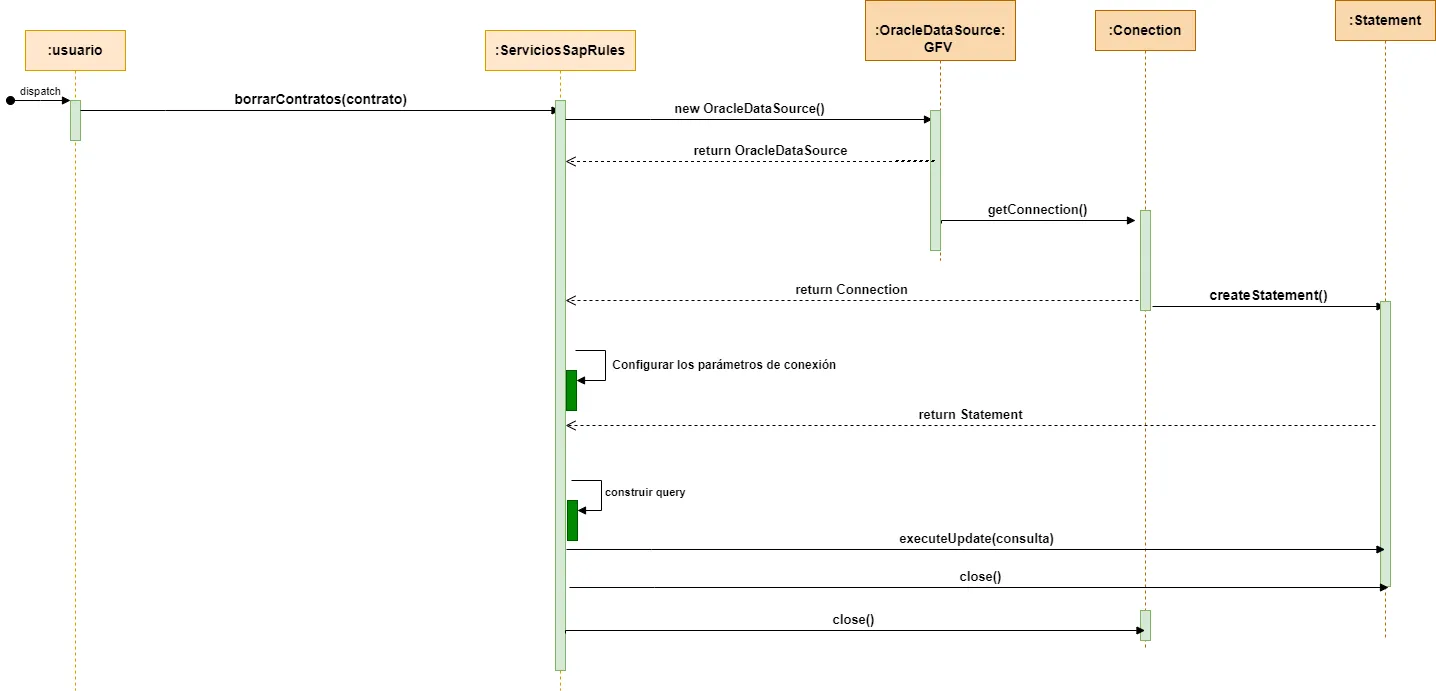 :usuario
:ServiciosSapRules
:OracleDataSource:
GFV
:Conection
:Statement
dispatch
borrarContratos(contrato)
new OracleDataSource()
return OracleDataSource
getConnection()
return Connection
createStatement()
Configurar los parámetros de conexión
return Statement
construir query
executeUpdate(consulta)
close()
close()